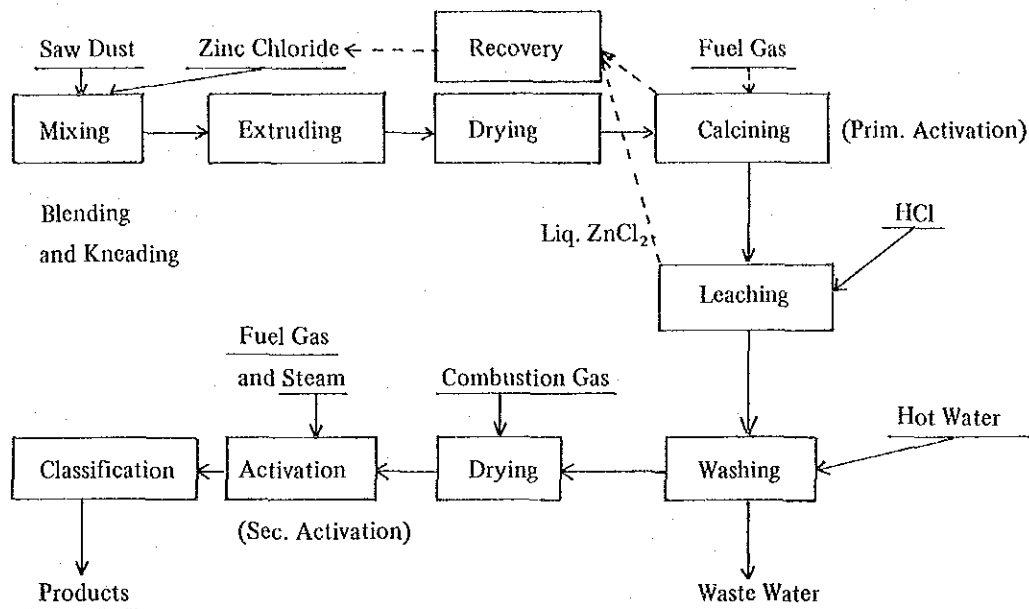 Saw Dust
Zinc Chloride
Recovery
Fuel Gas
Mixing
Extruding
Drying
Calcining
(Prim. Activation)
Blending
and Kneading
Liq. ZnCl₂
HCl
Leaching
Fuel Gas
and Steam
Combustion Gas
Hot Water
Classification
Activation
Drying
Washing
(Sec. Activation)
Products
Waste Water